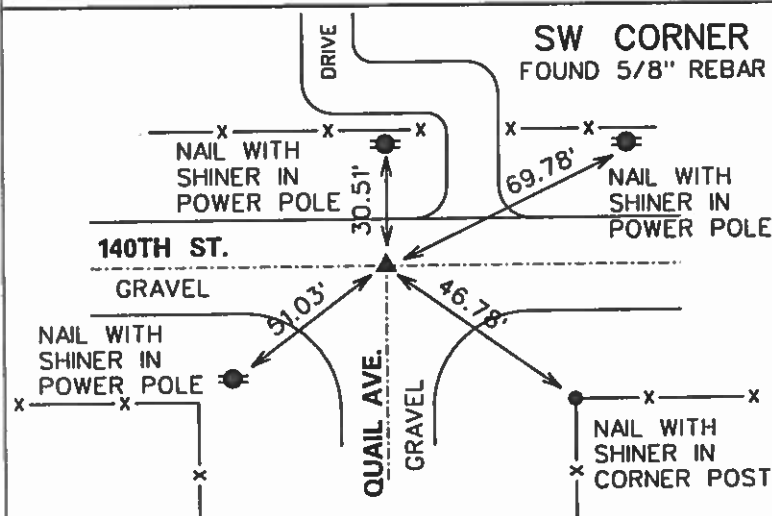 SW CORNER
FOUND 5/8" REBAR
DRIVE
NAIL WITH
SHINER IN
POWER POLE
30.51'
69.78'
NAIL WITH
SHINER IN
POWER POLE
140TH ST.
GRAVEL
51.03'
46.78'
NAIL WITH
SHINER IN
POWER POLE
QUAIL AVE.
GRAVEL
NAIL WITH
SHINER IN
CORNER POST